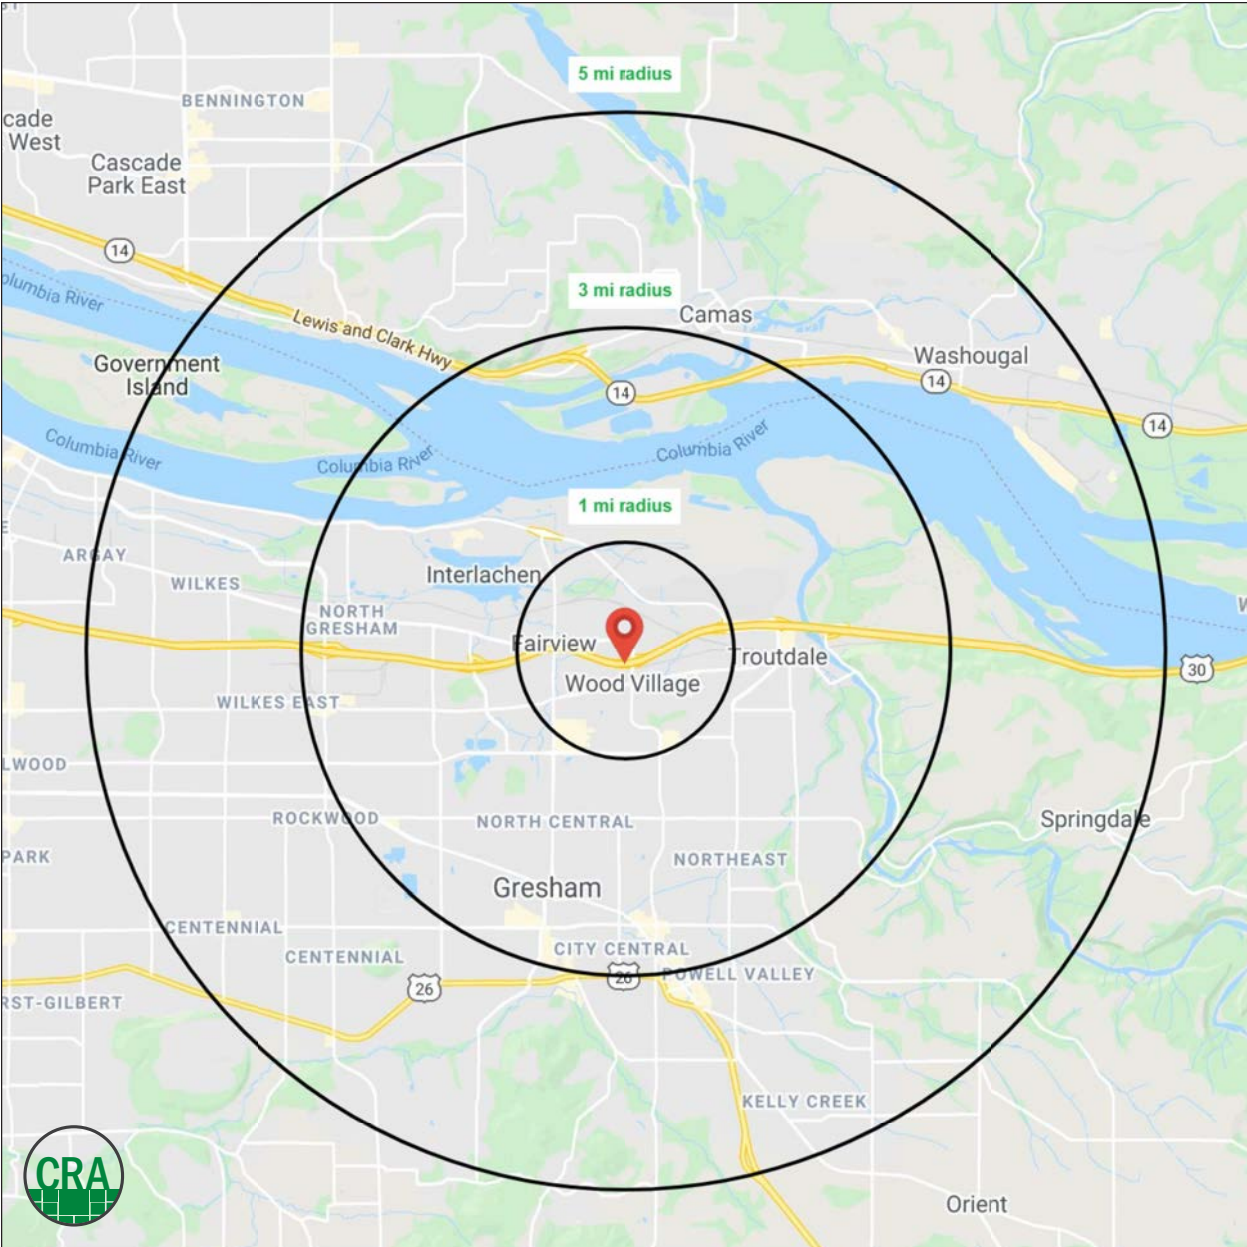 5 mi radius
BENNINGTON
cade
West
Cascade
Park East
14
3 mi radius
Columbia River
Lewis and Clark Hwy
Camas
Government
Island
Washougal
14
14
14
Columbia River
Columbia River
Columbia River
1 mi radius
ARGAY
WILKES
Interlachen
NORTH
GRESHAM
Fairview
Troutdale
Wood Village
30
WILKES EAST
LWOOD
ROCKWOOD
NORTH CENTRAL
Springdale
PARK
NORTHEAST
Gresham
CENTENNIAL
CENTENNIAL
CITY CENTRAL
POWELL VALLEY
26
26
RST-GILBERT
KELLY CREEK
CRA
Orient